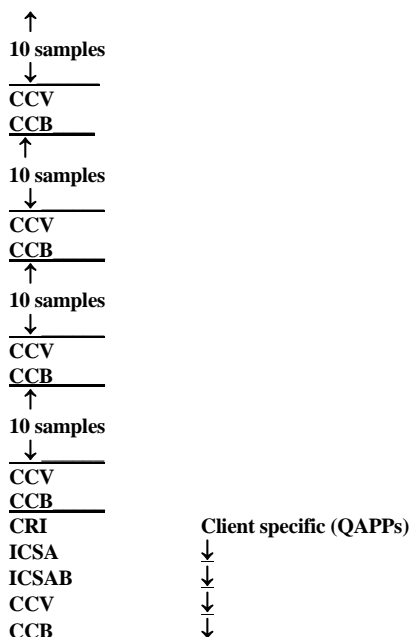 ↑
10 samples
↓
CCV
CCB
↑
10 samples
↓
CCV
CCB
↑
10 samples
↓
CCV
CCB
↑
10 samples
↓
CCV
CCB
CRI Client specific (QAPPs)
ICSA ↓
ICSAB ↓
CCV ↓
CCB ↓